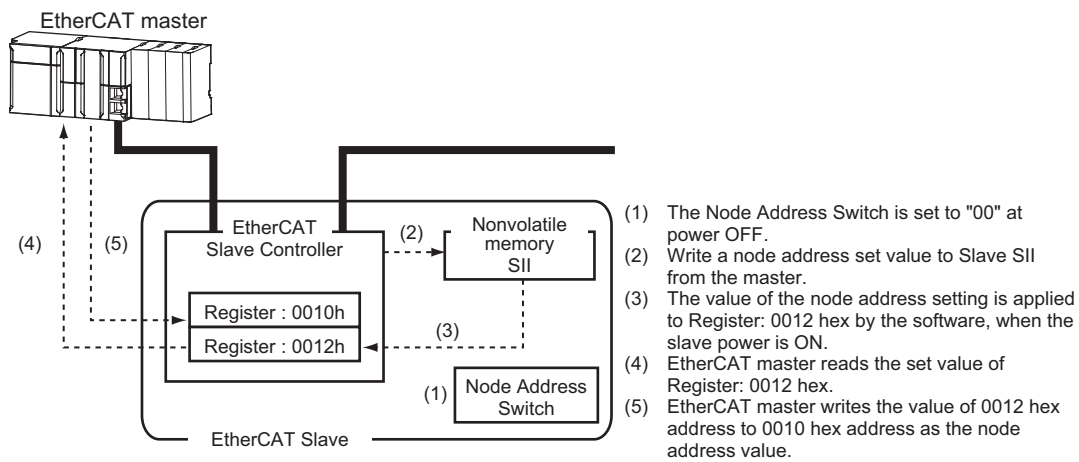 EtherCAT master
(4)
(5)
EtherCAT
Slave Controller
(2)
Nonvolatile
memory
SII
Register : 0010h
Register : 0012h
(3)
(1)
Node Address
Switch
EtherCAT Slave
(1) The Node Address Switch is set to "00" at
power OFF.
(2) Write a node address set value to Slave SII
from the master.
(3) The value of the node address setting is applied
to Register: 0012 hex by the software, when the
slave power is ON.
(4) EtherCAT master reads the set value of
Register: 0012 hex.
(5) EtherCAT master writes the value of 0012 hex
address to 0010 hex address as the node
address value.